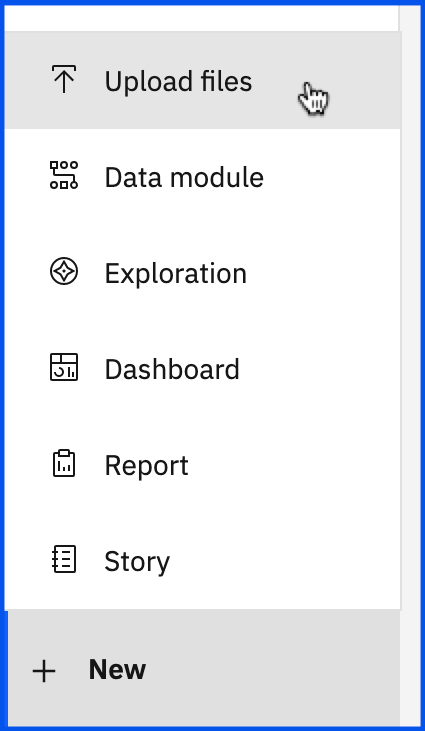 Upload files
Data module
Exploration
Dashboard
Report
Story
New